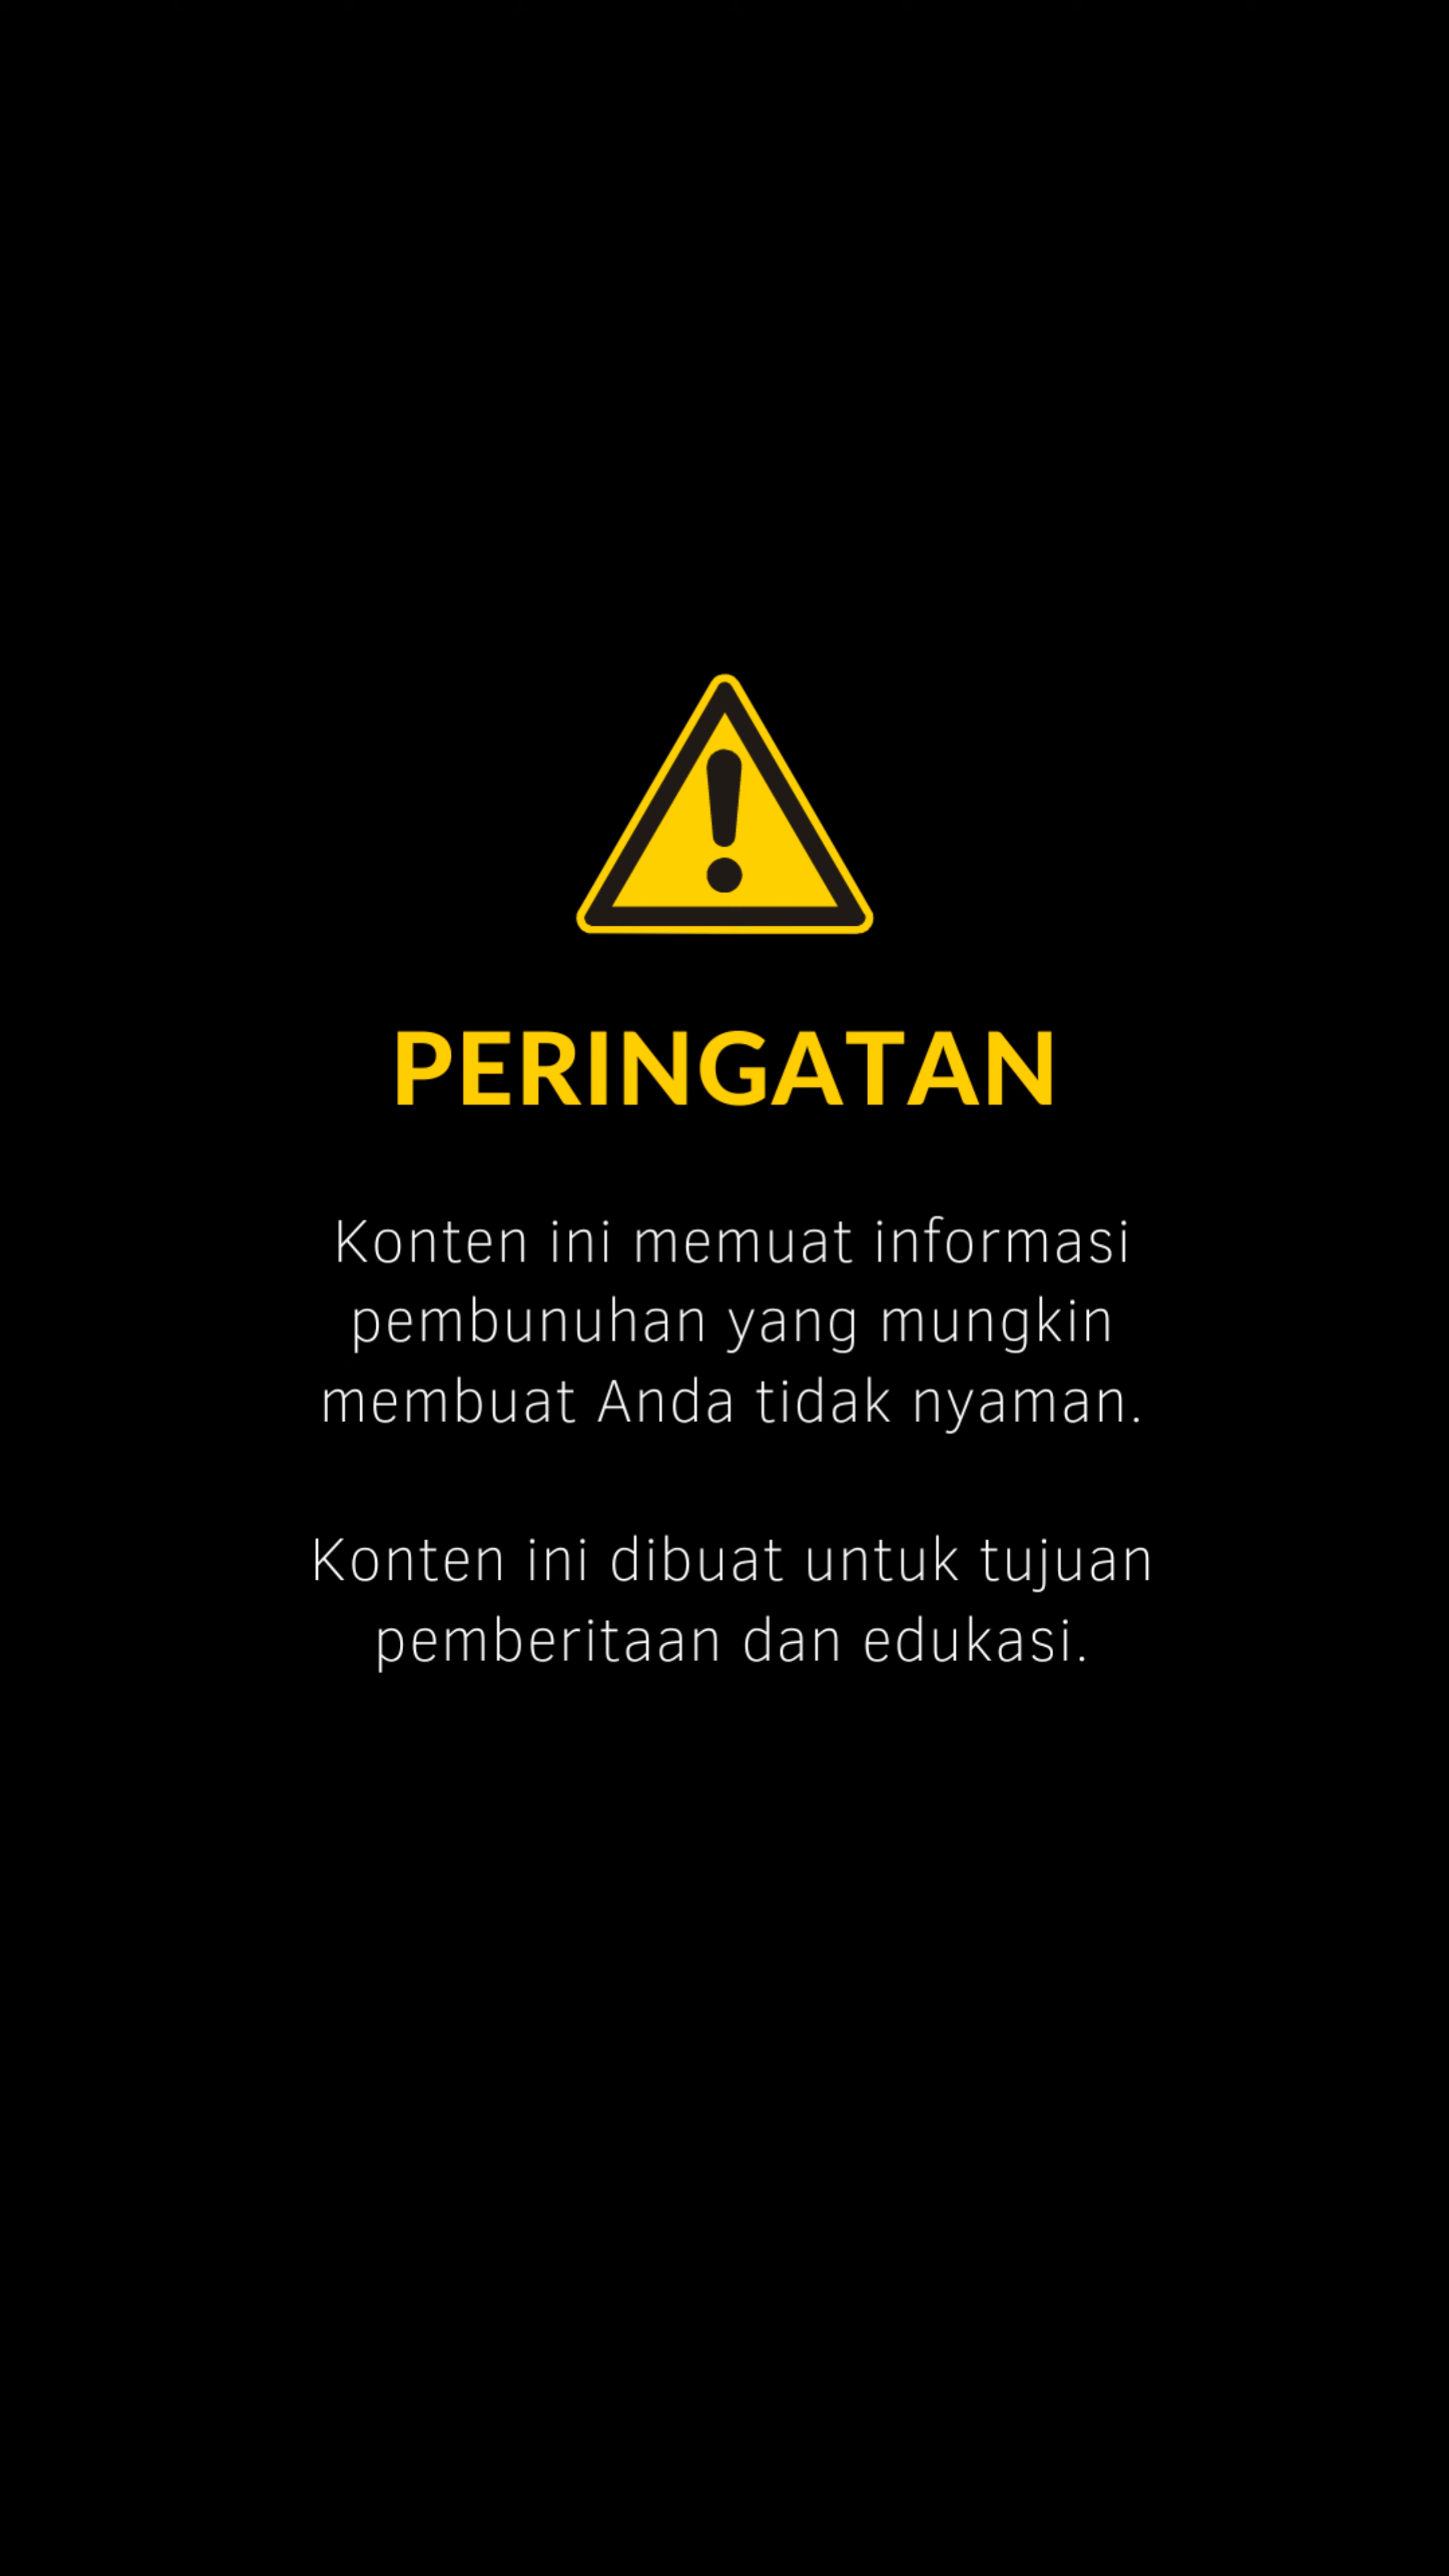 PERINGATAN
Konten ini memuat informasi
pembunuhan yang mungkin
membuat Anda tidak nyaman.
Konten ini dibuat untuk tujuan
pemberitaan dan edukasi.